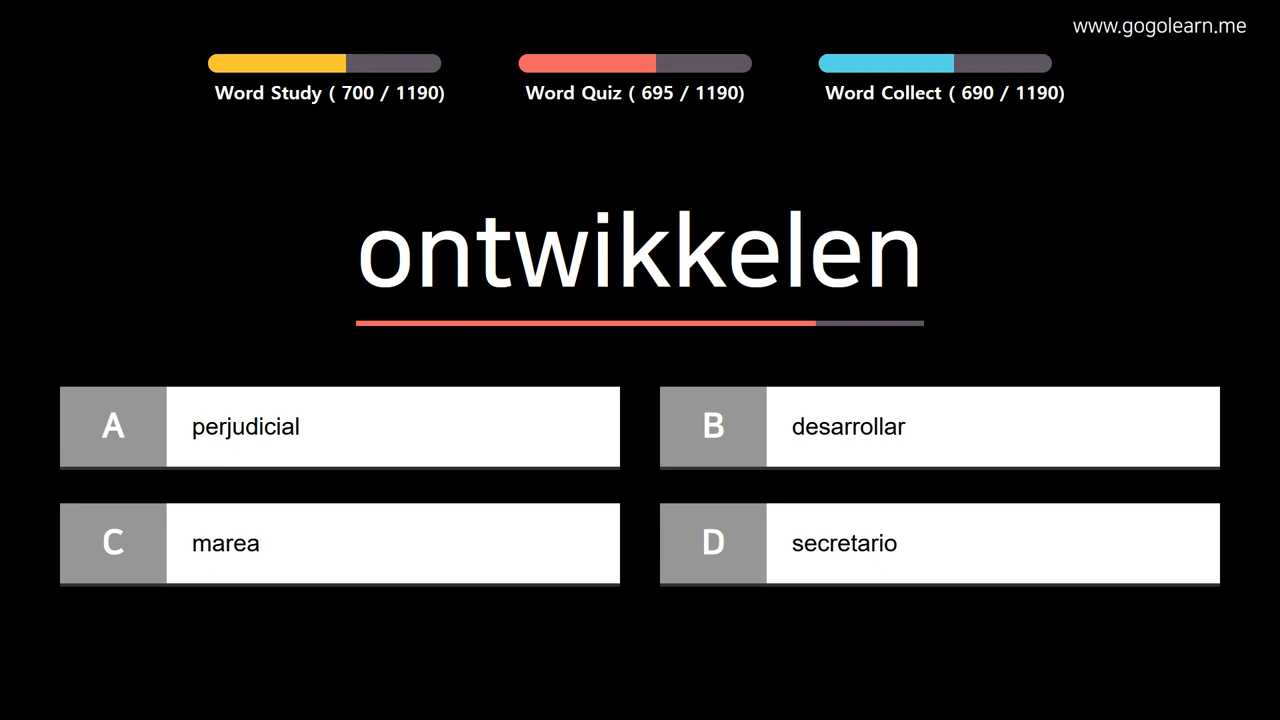 www.gogolearn.me
Word Study ( 700 / 1190)
Word Quiz ( 695 / 1190)
Word Collect ( 690 / 1190)
ontwikkelen
A perjudicial
B desarrollar
C marea
D secretario